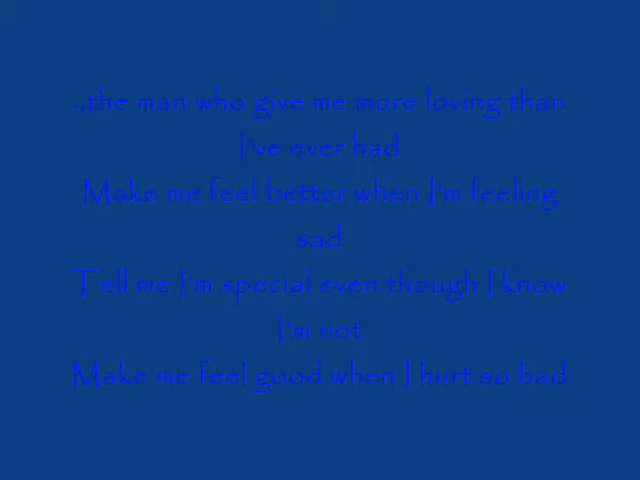 ..the man who give me more loving than
I've ever had
Make me feel better when I'm feeling
sad
Tell me I'm special even though I know
I'm not
Make me feel good when I hurt so bad